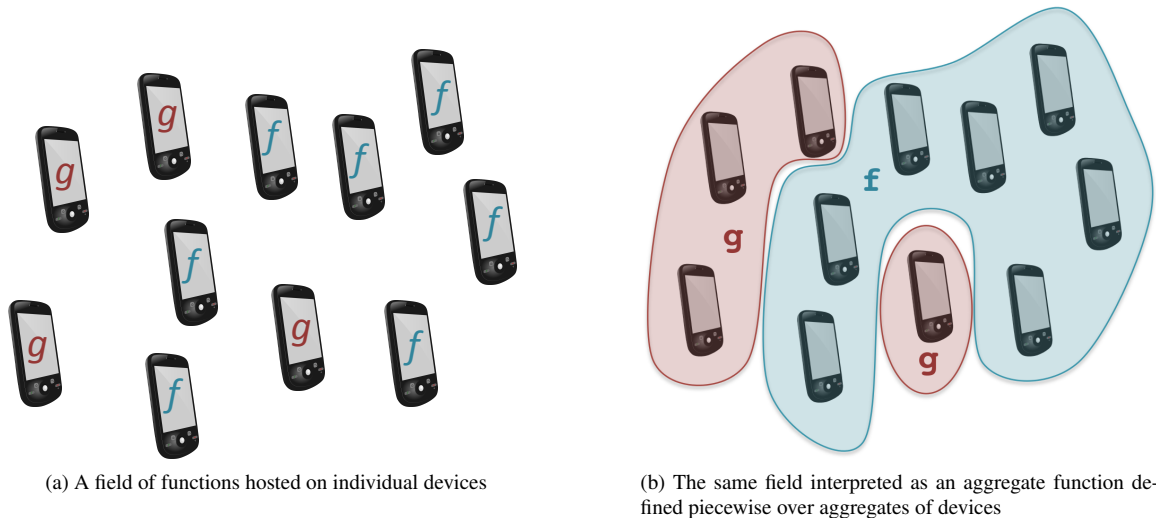 f
g
f
f
g
f
f
g
g
f
f
f
g
g
(a) A field of functions hosted on individual devices
(b) The same field interpreted as an aggregate function de-
fined piecewise over aggregates of devices